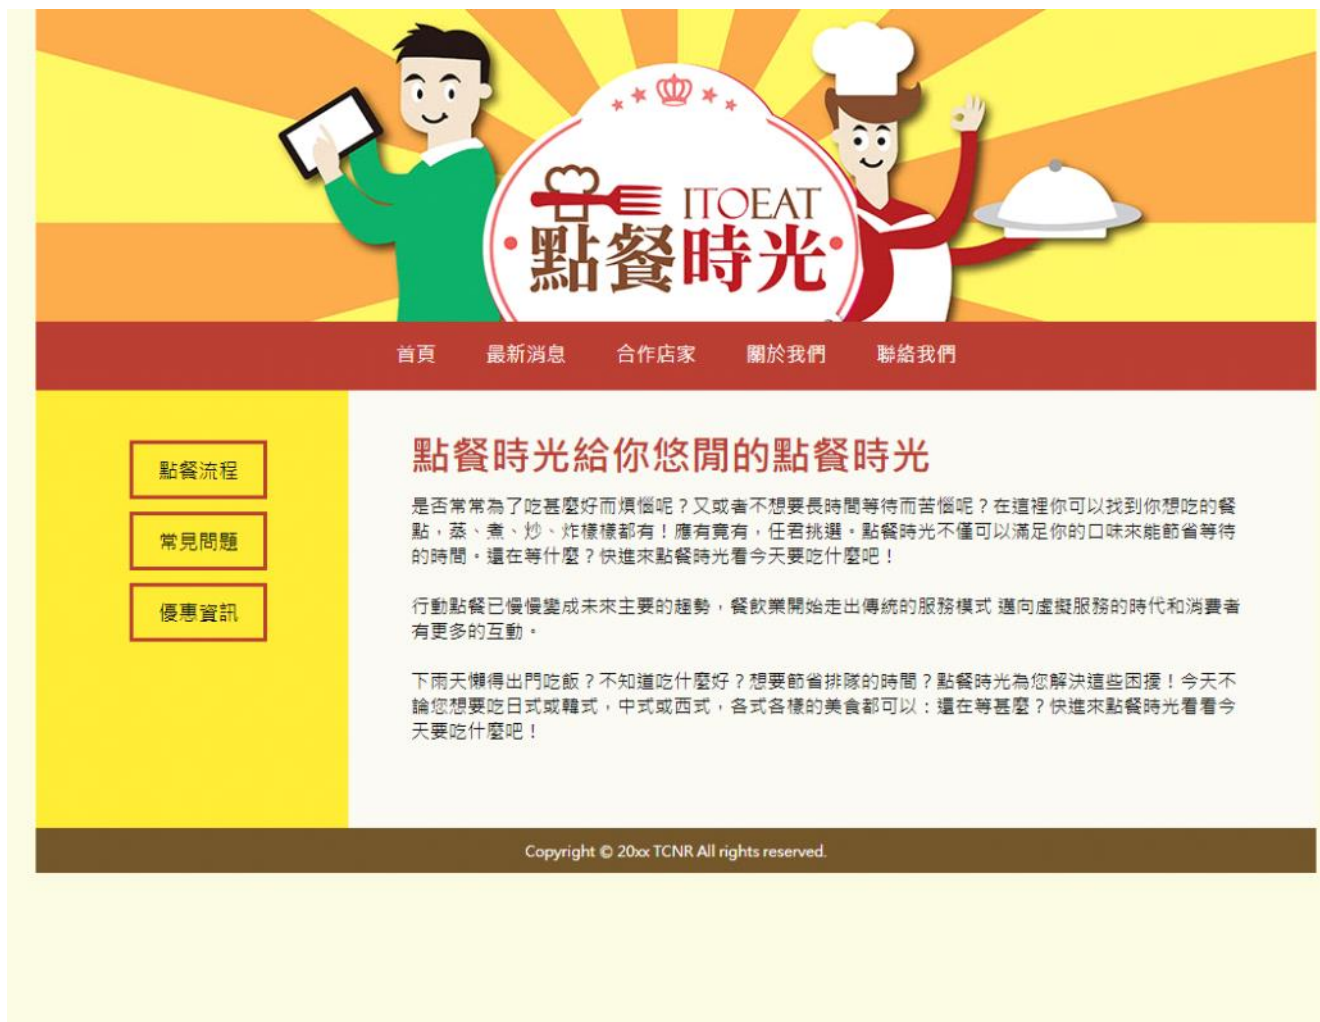 ITOEAT
點餐時光
首頁 最新消息 合作店家 關於我們 聯絡我們
點餐流程
常見問題
優惠資訊
點餐時光給你悠閒的點餐時光
是否常常為了吃甚麼好而煩惱呢？又或者不想要長時間等待而苦惱呢？在這裡你可以找到你想吃的餐
點，蒸、煮、炒、炸樣樣都有！應有竟有，任君挑選。點餐時光不僅可以滿足你的口味來能節省等待
的時間。還在等什麼？快進來點餐時光看今天要吃什麼吧！
行動點餐已慢慢變成未來主要的趨勢，餐飲業開始走出傳統的服務模式 邁向虛擬服務的時代和消費者
有更多的互動。
下雨天懶得出門吃飯？不知道吃什麼好？想要節省排隊的時間？點餐時光為您解決這些困擾！今天不
論您想要吃日式或韓式，中式或西式，各式各樣的美食都可以：還在等甚麼？快進來點餐時光看看今
天要吃什麼吧！
Copyright © 20xx TCNR All rights reserved.